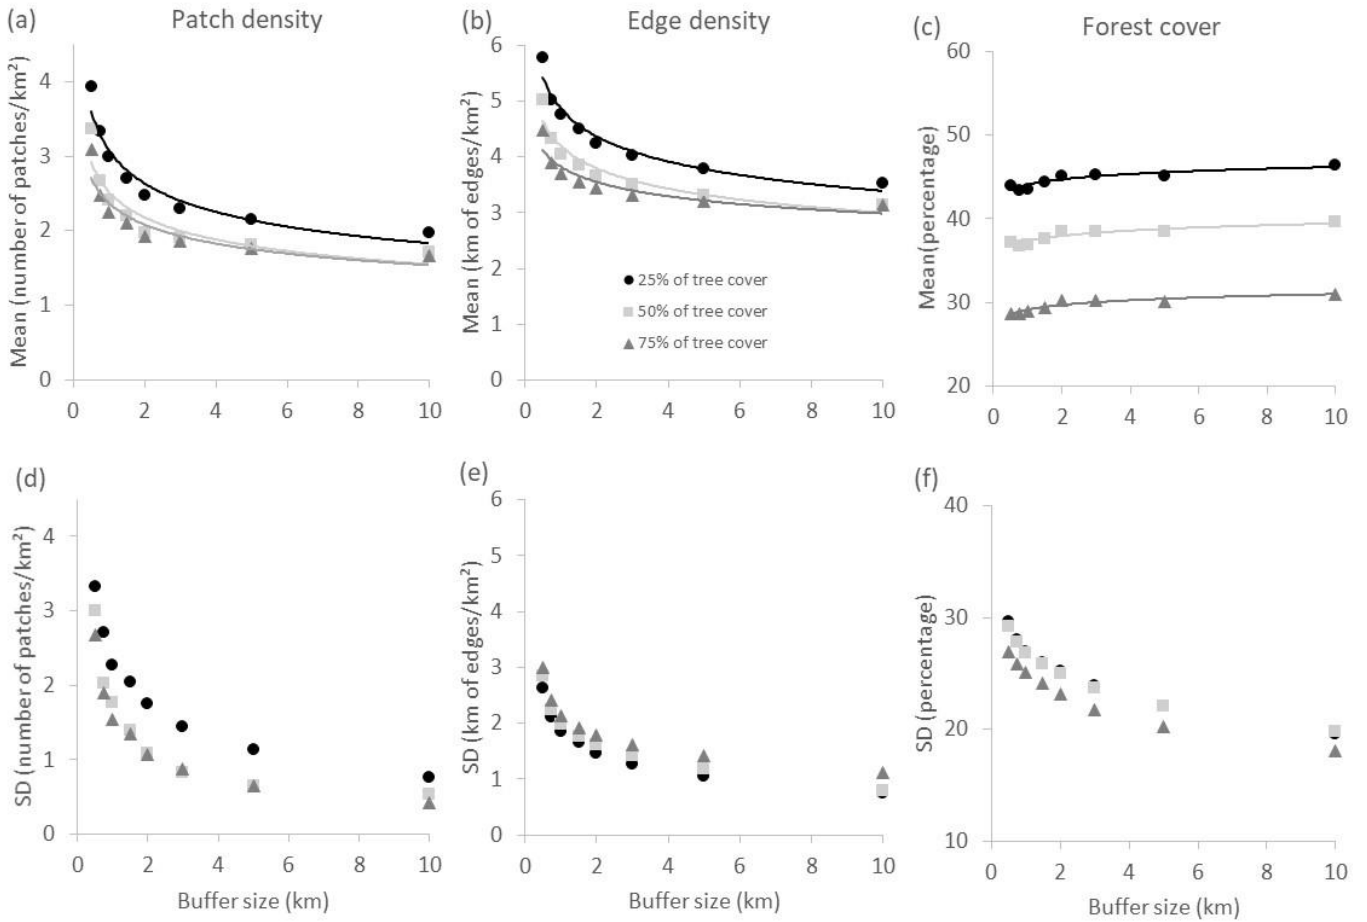 (a) Patch density
Mean (number of patches/km²)
4
3
2
1
0
0 2 4 6 8 10
(b) Edge density
Mean (km of edges/km²)
6
5
4
3
2
1
0
0 2 4 6 8 10
25% of tree cover
50% of tree cover
75% of tree cover
(c) Forest cover
Mean(percentage)
60
50
40
30
20
0 2 4 6 8 10
(d)
SD (number of patches/km²)
4
3
2
1
0
0 2 4 6 8 10
Buffer size (km)
(e)
SD (km of edges/km²)
6
5
4
3
2
1
0
0 2 4 6 8 10
Buffer size (km)
(f)
SD (percentage)
40
30
20
10
0 2 4 6 8 10
Buffer size (km)